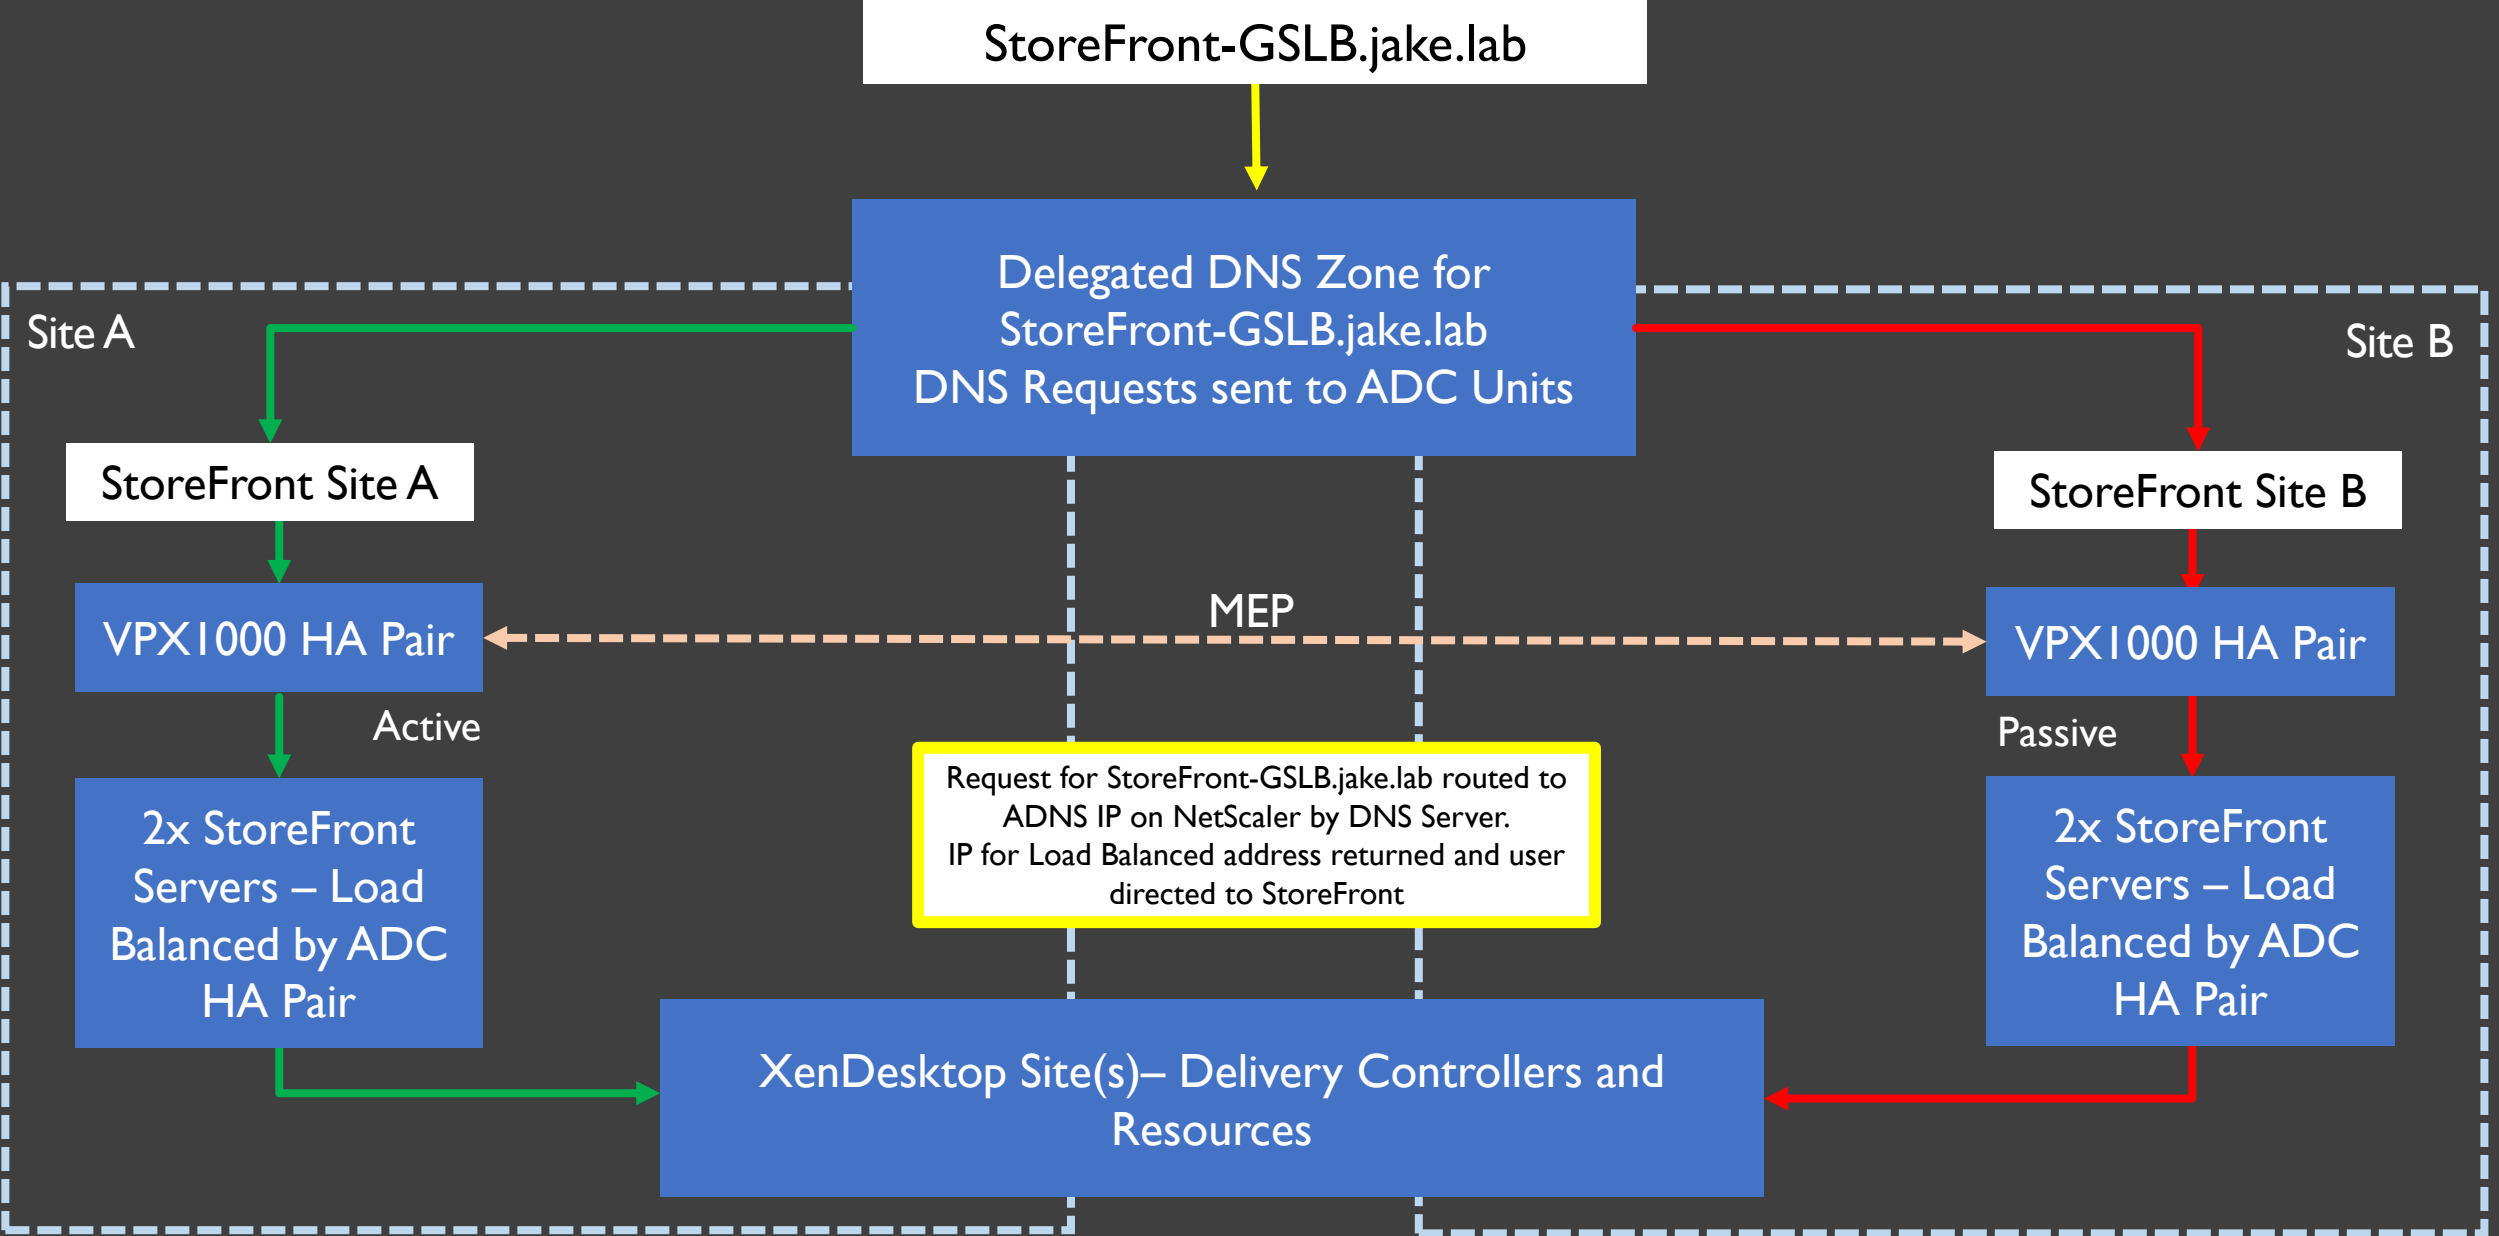 StoreFront-GSLB.jake.lab
Delegated DNS Zone for
StoreFront-GSLB.jake.lab
DNS Requests sent to ADC Units
Site A
Site B
StoreFront Site A
StoreFront Site B
VPX1000 HA Pair
MEP
VPX1000 HA Pair
Active
Passive
2x StoreFront
Servers – Load
Balanced by ADC
HA Pair
Request for StoreFront-GSLB.jake.lab routed to
ADNS IP on NetScaler by DNS Server.
IP for Load Balanced address returned and user
directed to StoreFront
2x StoreFront
Servers – Load
Balanced by ADC
HA Pair
XenDesktop Site(s)– Delivery Controllers and
Resources